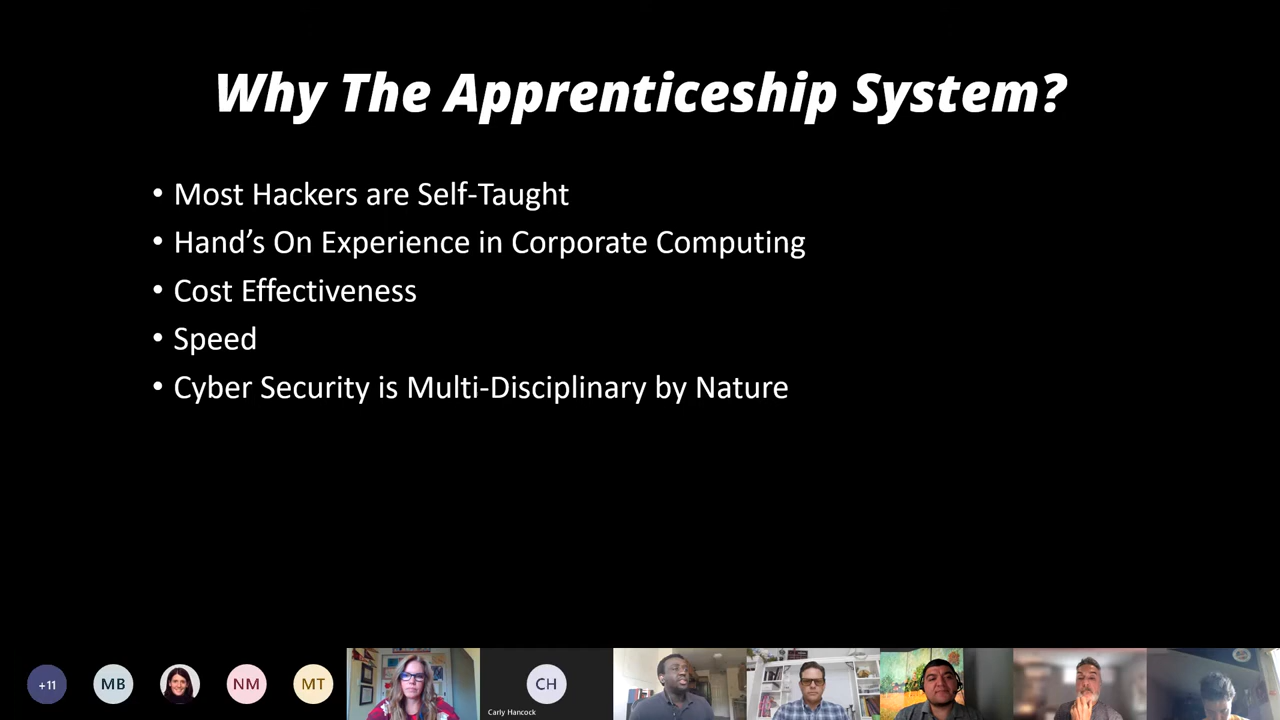 Why The Apprenticeship System?
• Most Hackers are Self-Taught
• Hand’s On Experience in Corporate Computing
• Cost Effectiveness
• Speed
• Cyber Security is Multi-Disciplinary by Nature
+11
MB
NM
MT
CH
Carly Hancock